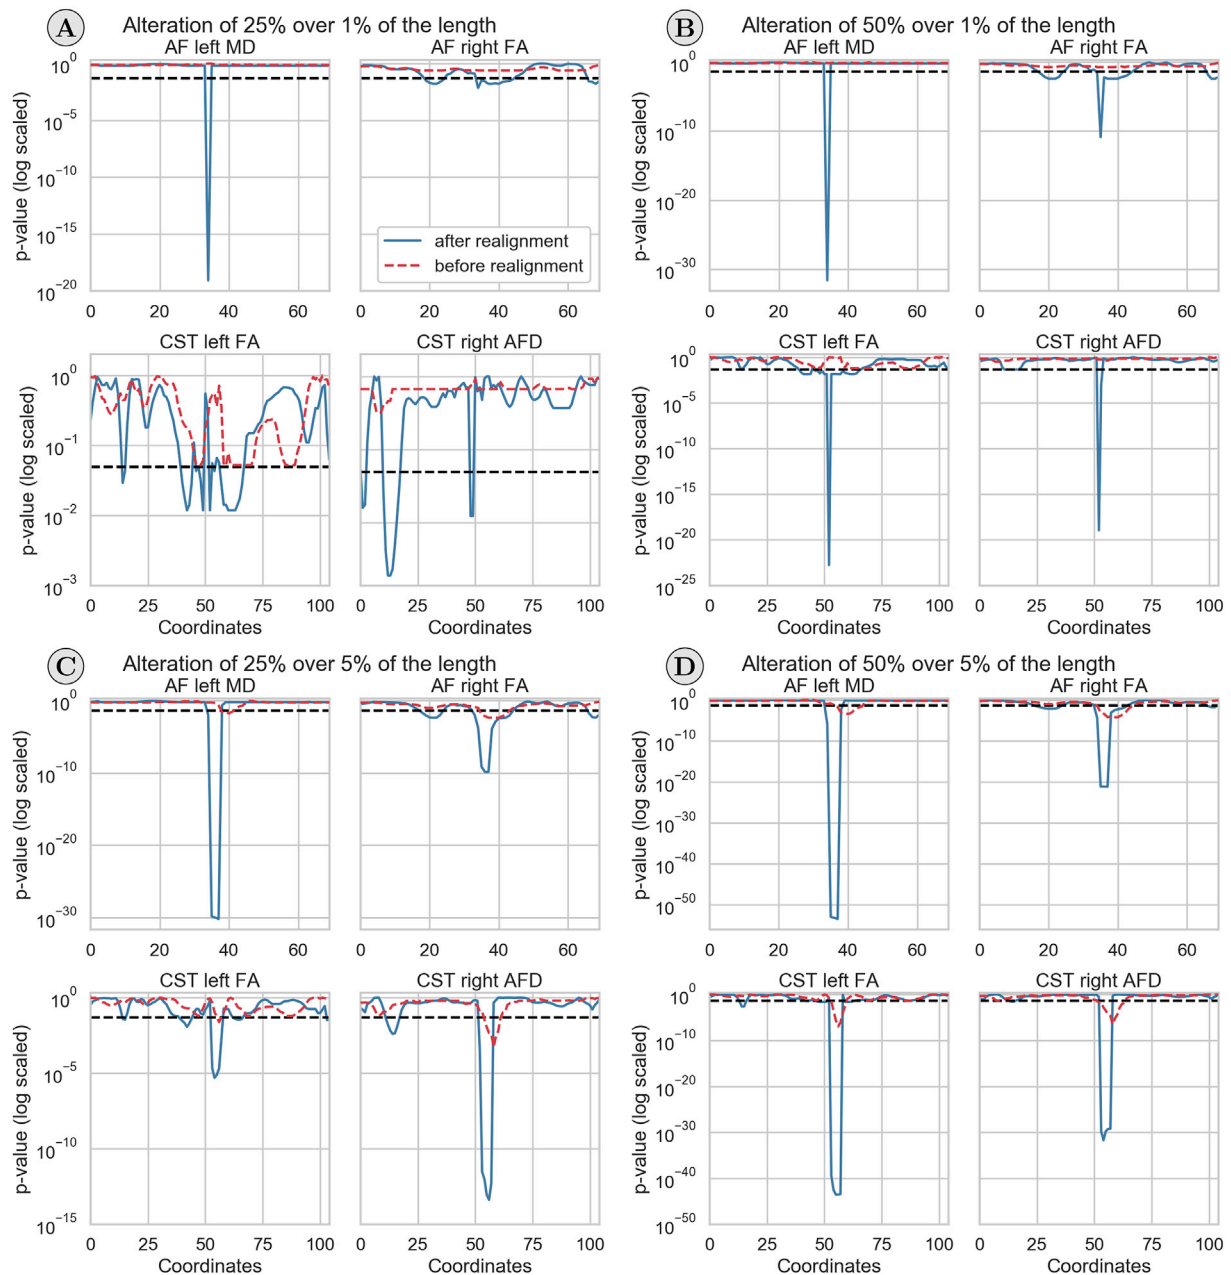 A Alteration of 25% over 1% of the length
AF left MD
AF right FA
p-value (log scaled)
10^0
10^−5
10^−10
10^−15
10^−20
0 20 40 60
0 20 40 60
after realignment
before realignment
CST left FA
CST right AFD
p-value (log scaled)
10^0
10^−1
10^−2
10^−3
0 25 50 75 100
0 25 50 75 100
Coordinates
Coordinates
B Alteration of 50% over 1% of the length
AF left MD
AF right FA
p-value (log scaled)
10^0
10^−10
10^−20
10^−30
0 20 40 60
0 20 40 60
CST left FA
CST right AFD
p-value (log scaled)
10^0
10^−5
10^−10
10^−15
10^−20
10^−25
0 25 50 75 100
0 25 50 75 100
Coordinates
Coordinates
C Alteration of 25% over 5% of the length
AF left MD
AF right FA
p-value (log scaled)
10^0
10^−10
10^−20
10^−30
0 20 40 60
0 20 40 60
CST left FA
CST right AFD
p-value (log scaled)
10^0
10^−5
10^−10
10^−15
0 25 50 75 100
0 25 50 75 100
Coordinates
Coordinates
D Alteration of 50% over 5% of the length
AF left MD
AF right FA
p-value (log scaled)
10^0
10^−10
10^−20
10^−30
10^−40
10^−50
0 20 40 60
0 20 40 60
CST left FA
CST right AFD
p-value (log scaled)
10^0
10^−10
10^−20
10^−30
10^−40
10^−50
0 25 50 75 100
0 25 50 75 100
Coordinates
Coordinates